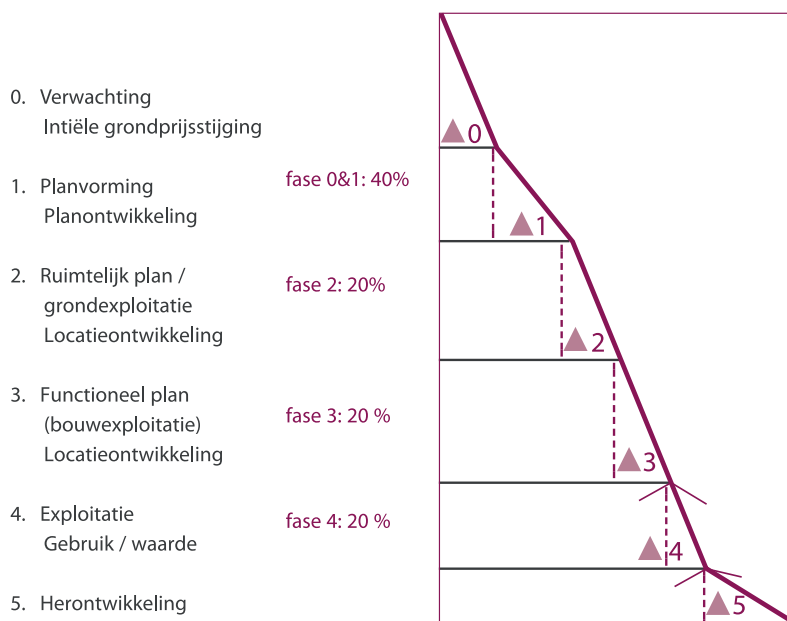 0. Verwachting
Intiële grondprijsstijging
1. Planvorming
Planontwikkeling
2. Ruimtelijk plan /
grondexploitatie
Locatieontwikkeling
3. Functioneel plan
(bouwexploitatie)
Locatieontwikkeling
4. Exploitatie
Gebruik / waarde
5. Herontwikkeling
fase 0&1: 40%
fase 2: 20%
fase 3: 20 %
fase 4: 20 %
0
1
2
3
4
5